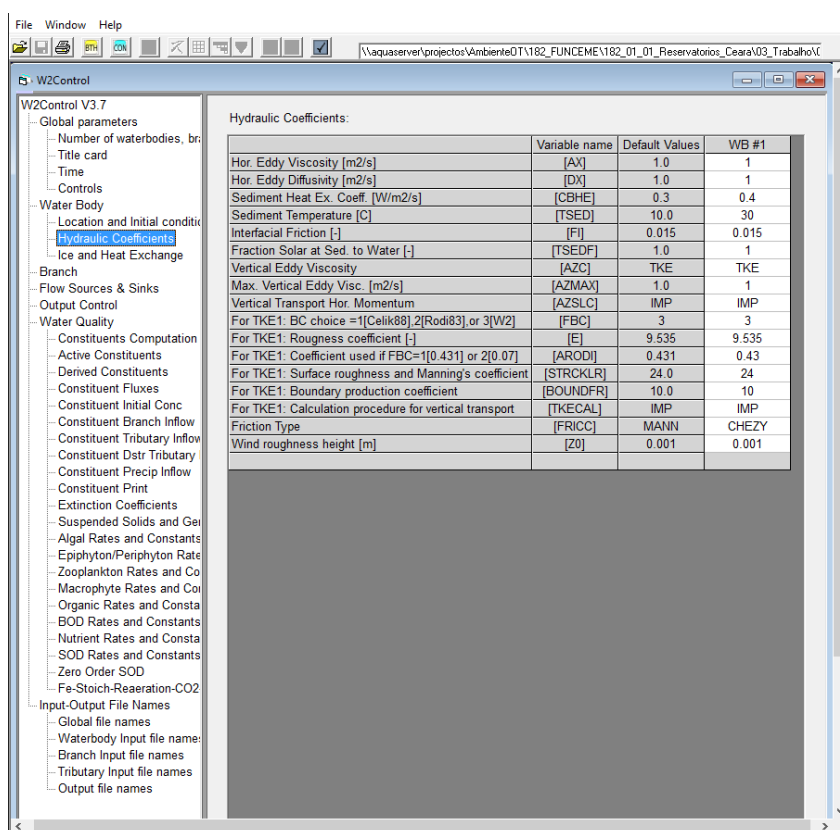 File Window Help
BTH CON \\aquaserver\projectos\AmbienteOT\182_FUNCEME\182_01_01_Reservatorios_Ceara\03_Trabalho\
W2Control
W2Control V3.7
Global parameters
Number of waterbodies,
Title card
Time
Controls
Water Body
Location and Initial
Hydraulic Coefficients
Ice and Heat Exchange
Branch
Flow Sources & Sinks
Output Control
Water Quality
Constituents Computation
Active Constituents
Derived Constituents
Constituent Fluxes
Constituent Initial Conc
Constituent Branch Inflow
Constituent Tributary Inflow
Constituent Dstr Tributary
Constituent Precip Inflow
Constituent Print
Extinction Coefficients
Suspended Solids and
Algal Rates and Constants
Epiphyton/Periphyton Rate
Zooplankton Rates and Co
Macrophyte Rates and Co
Organic Rates and Consta
BOD Rates and Constants
Nutrient Rates and Consta
SOD Rates and Constants
Zero Order SOD
Fe-Stoich-Reaeration-CO2
Input-Output File Names
Global file names
Waterbody Input file name
Branch Input file names
Tributary Input file names
Output file names
Hydraulic Coefficients:
Variable name Default Values WB #1
Hor. Eddy Viscosity [m2/s] [AX] 1.0 1
Hor. Eddy Diffusivity [m2/s] [DX] 1.0 1
Sediment Heat Ex. Coeff. [W/m2/s] [CBHE] 0.3 0.4
Sediment Temperature [C] [TSED] 10.0 30
Interfacial Friction [-] [FI] 0.015 0.015
Fraction Solar at Sed. to Water [-] [TSEDF] 1.0 1
Vertical Eddy Viscosity [AZC] TKE TKE
Max. Vertical Eddy Visc. [m2/s] [AZMAX] 1.0 1
Vertical Transport Hor. Momentum [AZSLC] IMP IMP
For TKE1: BC choice =1[Celik88],2[Rodi83],or 3[W2] [FBC] 3 3
For TKE1: Rougness coefficient [-] [E] 9.535 9.535
For TKE1: Coefficient used if FBC=1[0.431] or 2[0.07] [ARODI] 0.431 0.43
For TKE1: Surface roughness and Manning's coefficient [STRCKLR] 24.0 24
For TKE1: Boundary production coefficient [BOUNDFR] 10.0 10
For TKE1: Calculation procedure for vertical transport [TKECAL] IMP IMP
Friction Type [FRICC] MANN CHEZY
Wind roughness height [m] [Z0] 0.001 0.001